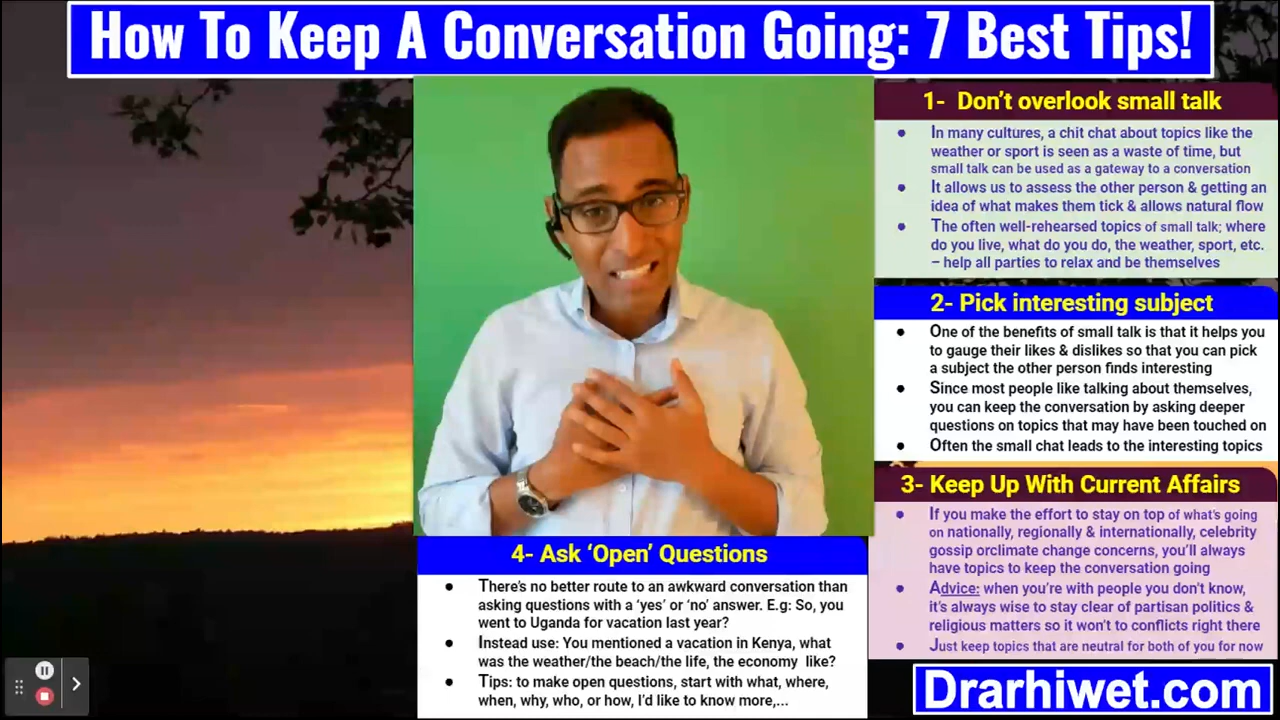 How To Keep A Conversation Going: 7 Best Tips!
1- Don't overlook small talk
● In many cultures, a chit chat about topics like the
weather or sport is seen as a waste of time, but
small talk can be used as a gateway to a conversation
● It allows us to assess the other person & getting an
idea of what makes them tick & allows natural flow
● The often well-rehearsed topics of small talk; where
do you live, what do you do, the weather, sport, etc.
– help all parties to relax and be themselves
2- Pick interesting subject
● One of the benefits of small talk is that it helps you
to gauge their likes & dislikes so that you can pick
a subject the other person finds interesting
● Since most people like talking about themselves,
you can keep the conversation by asking deeper
questions on topics that may have been touched on
● Often the small chat leads to the interesting topics
3- Keep Up With Current Affairs
● If you make the effort to stay on top of what's going
on nationally, regionally & internationally, celebrity
gossip orclimate change concerns, you'll always
have topics to keep the conversation going
● Advice: when you're with people you don't know,
it's always wise to stay clear of partisan politics &
religious matters so it won't to conflicts right there
● Just keep topics that are neutral for both of you for now
4- Ask 'Open' Questions
● There's no better route to an awkward conversation than
asking questions with a 'yes' or 'no' answer. E.g: So, you
went to Uganda for vacation last year?
● Instead use: You mentioned a vacation in Kenya, what
was the weather/the beach/the life, the economy like?
● Tips: to make open questions, start with what, where,
when, why, who, or how, I'd like to know more,...
Drarhiwet.com